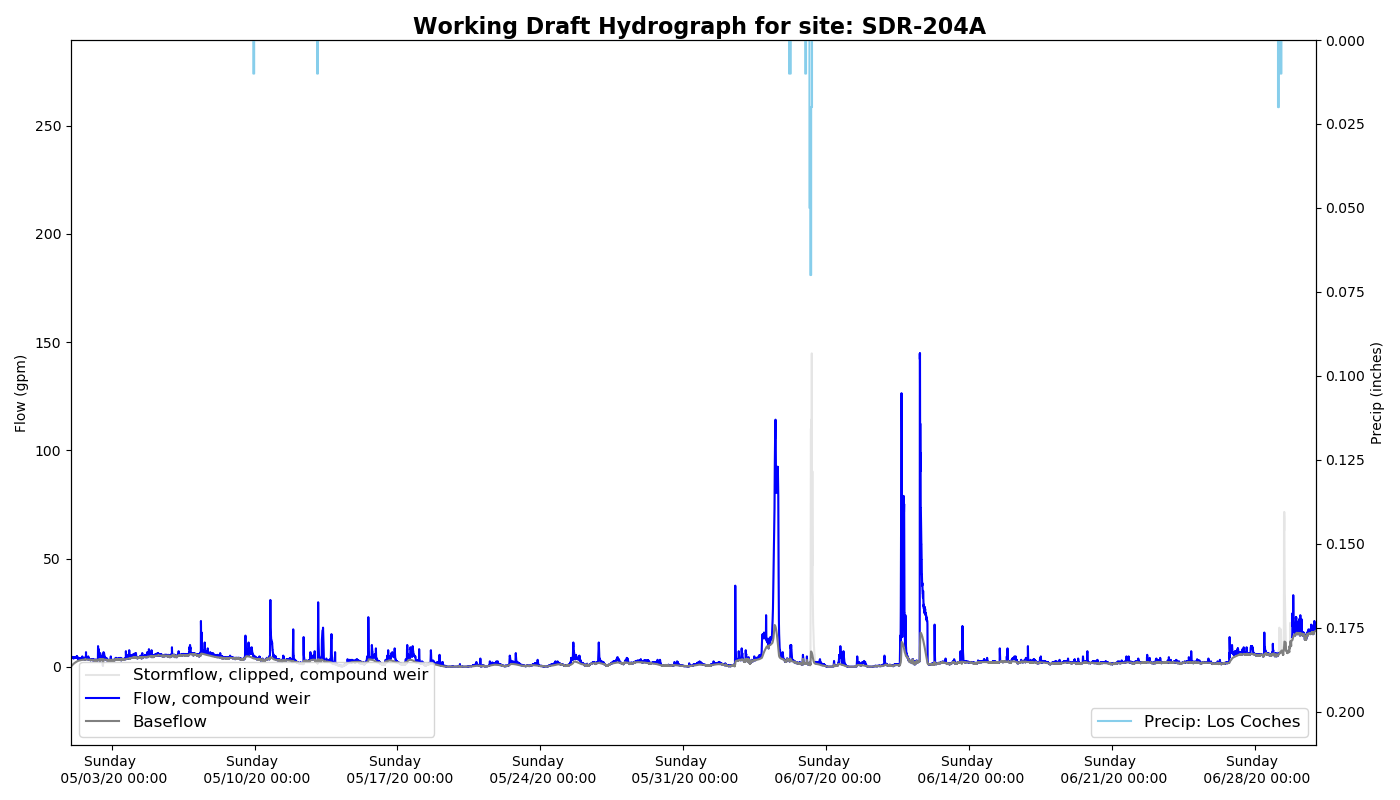 Working Draft Hydrograph for site: SDR-204A
250
200
150
100
50
0
Flow (gpm)
0.000
0.025
0.050
0.075
0.100
0.125
0.150
0.175
0.200
Precip (inches)
Stormflow, clipped, compound weir
Flow, compound weir
Baseflow
Precip: Los Coches
Sunday
05/03/20 00:00
Sunday
05/10/20 00:00
Sunday
05/17/20 00:00
Sunday
05/24/20 00:00
Sunday
05/31/20 00:00
Sunday
06/07/20 00:00
Sunday
06/14/20 00:00
Sunday
06/21/20 00:00
Sunday
06/28/20 00:00